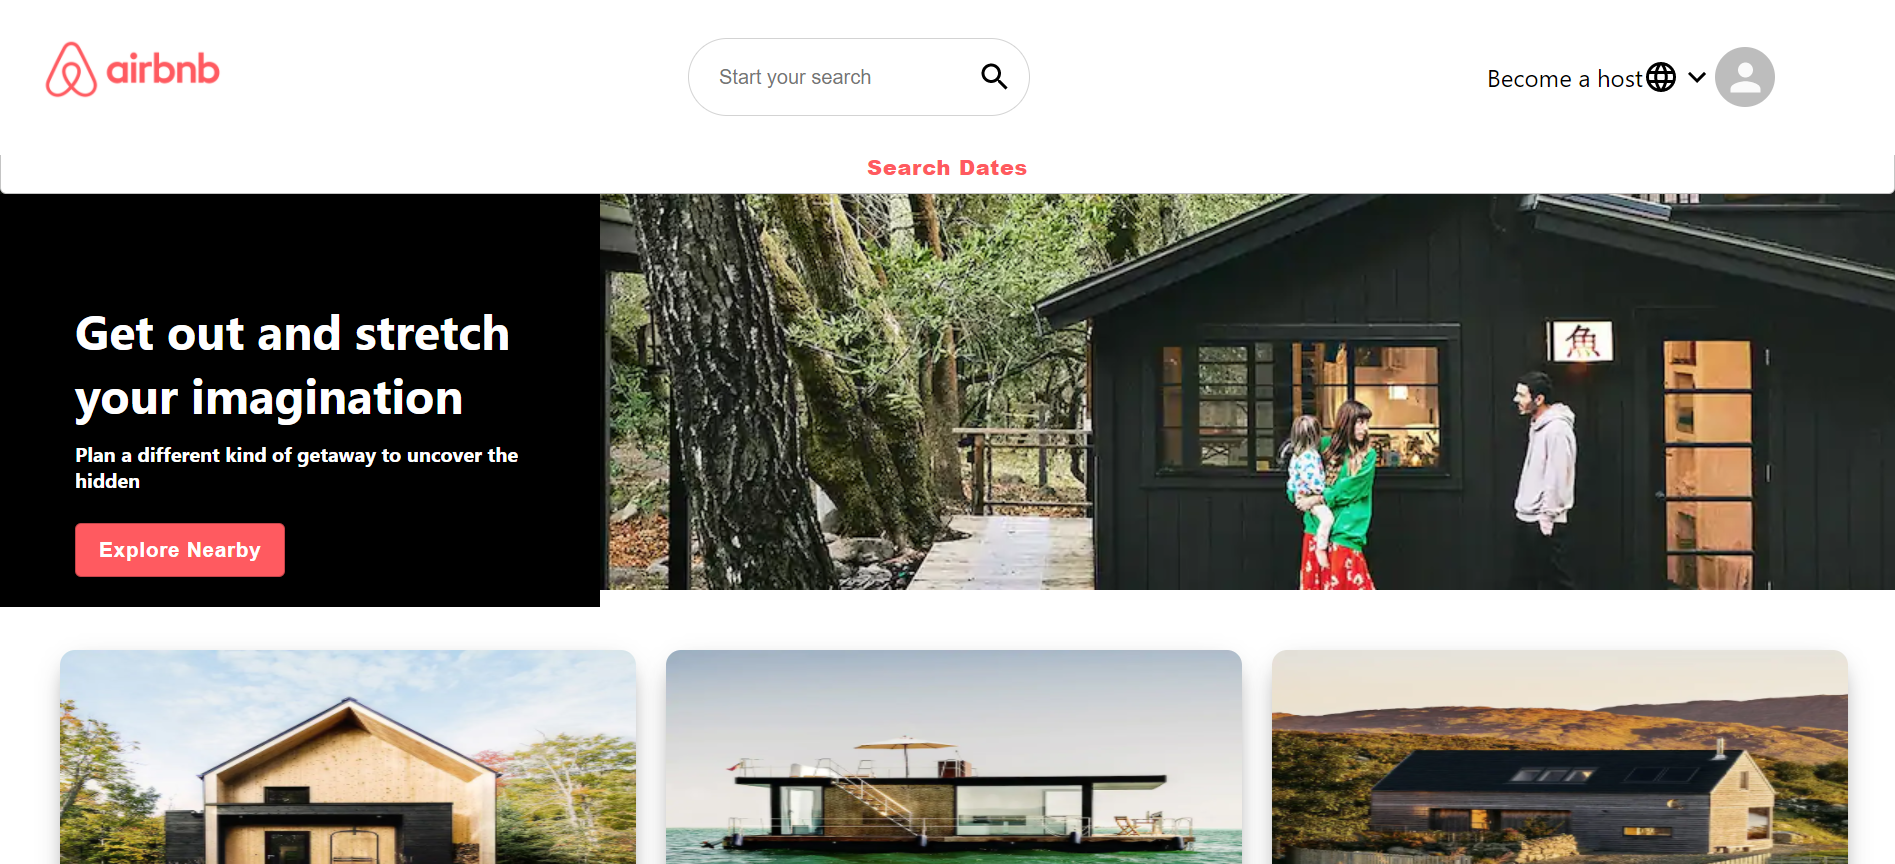 airbnb
Start your search
Become a host
Search Dates
Get out and stretch
your imagination
Plan a different kind of getaway to uncover the
hidden
Explore Nearby
魚